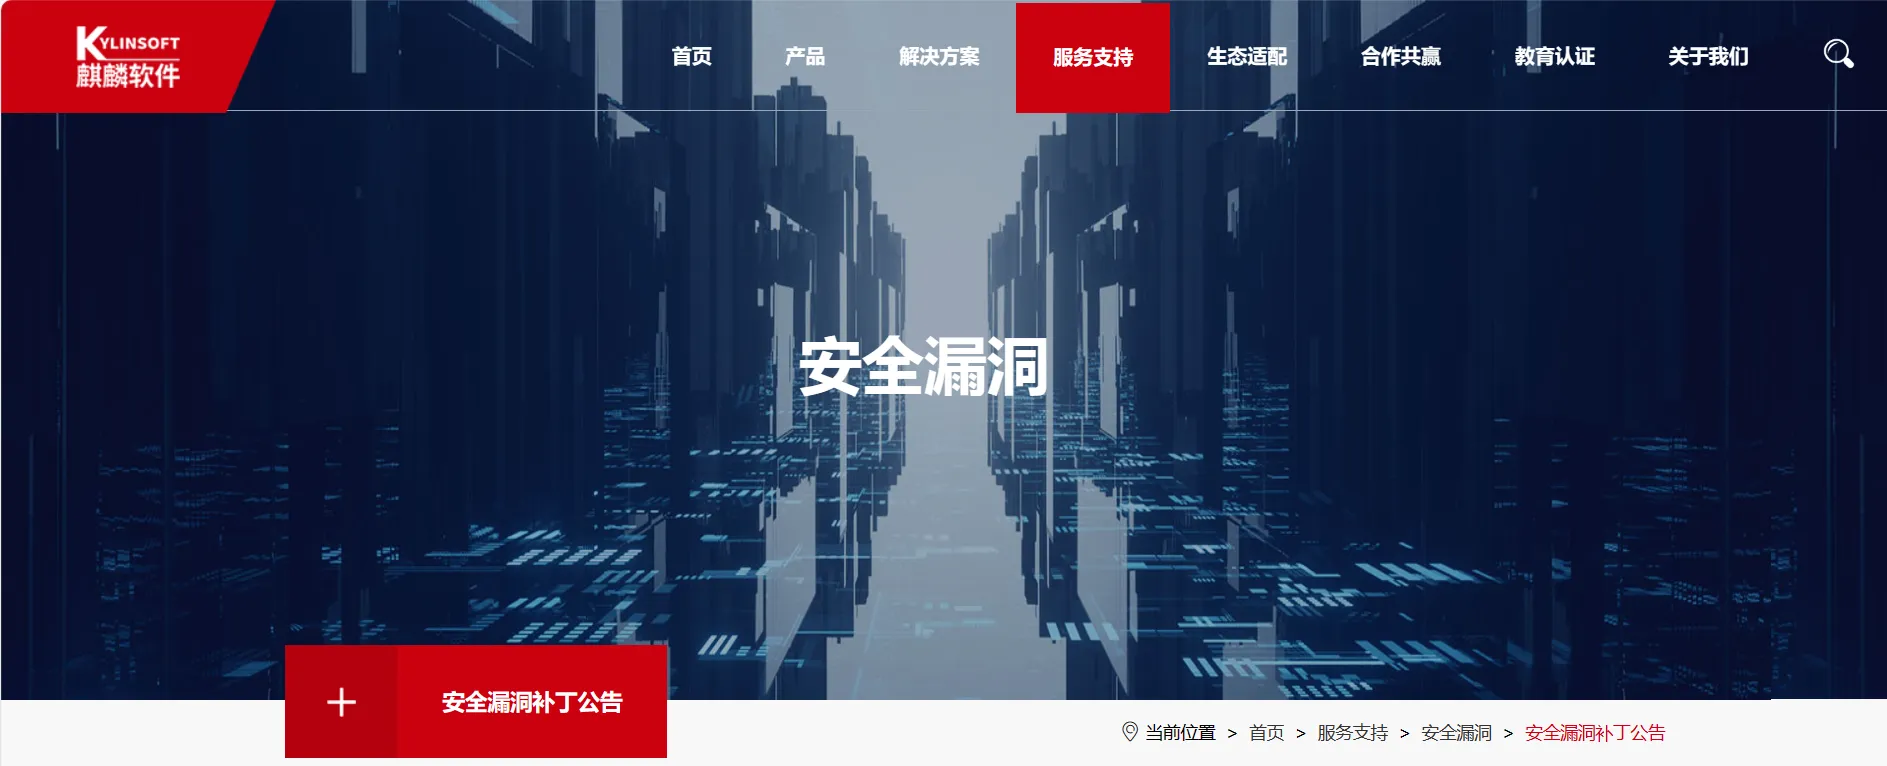 KYLINSOFT
麒麟软件
首页 产品 解决方案 服务支持 生态适配 合作共赢 教育认证 关于我们
安全漏洞
安全漏洞补丁公告
当前位置 > 首页 > 服务支持 > 安全漏洞 > 安全漏洞补丁公告